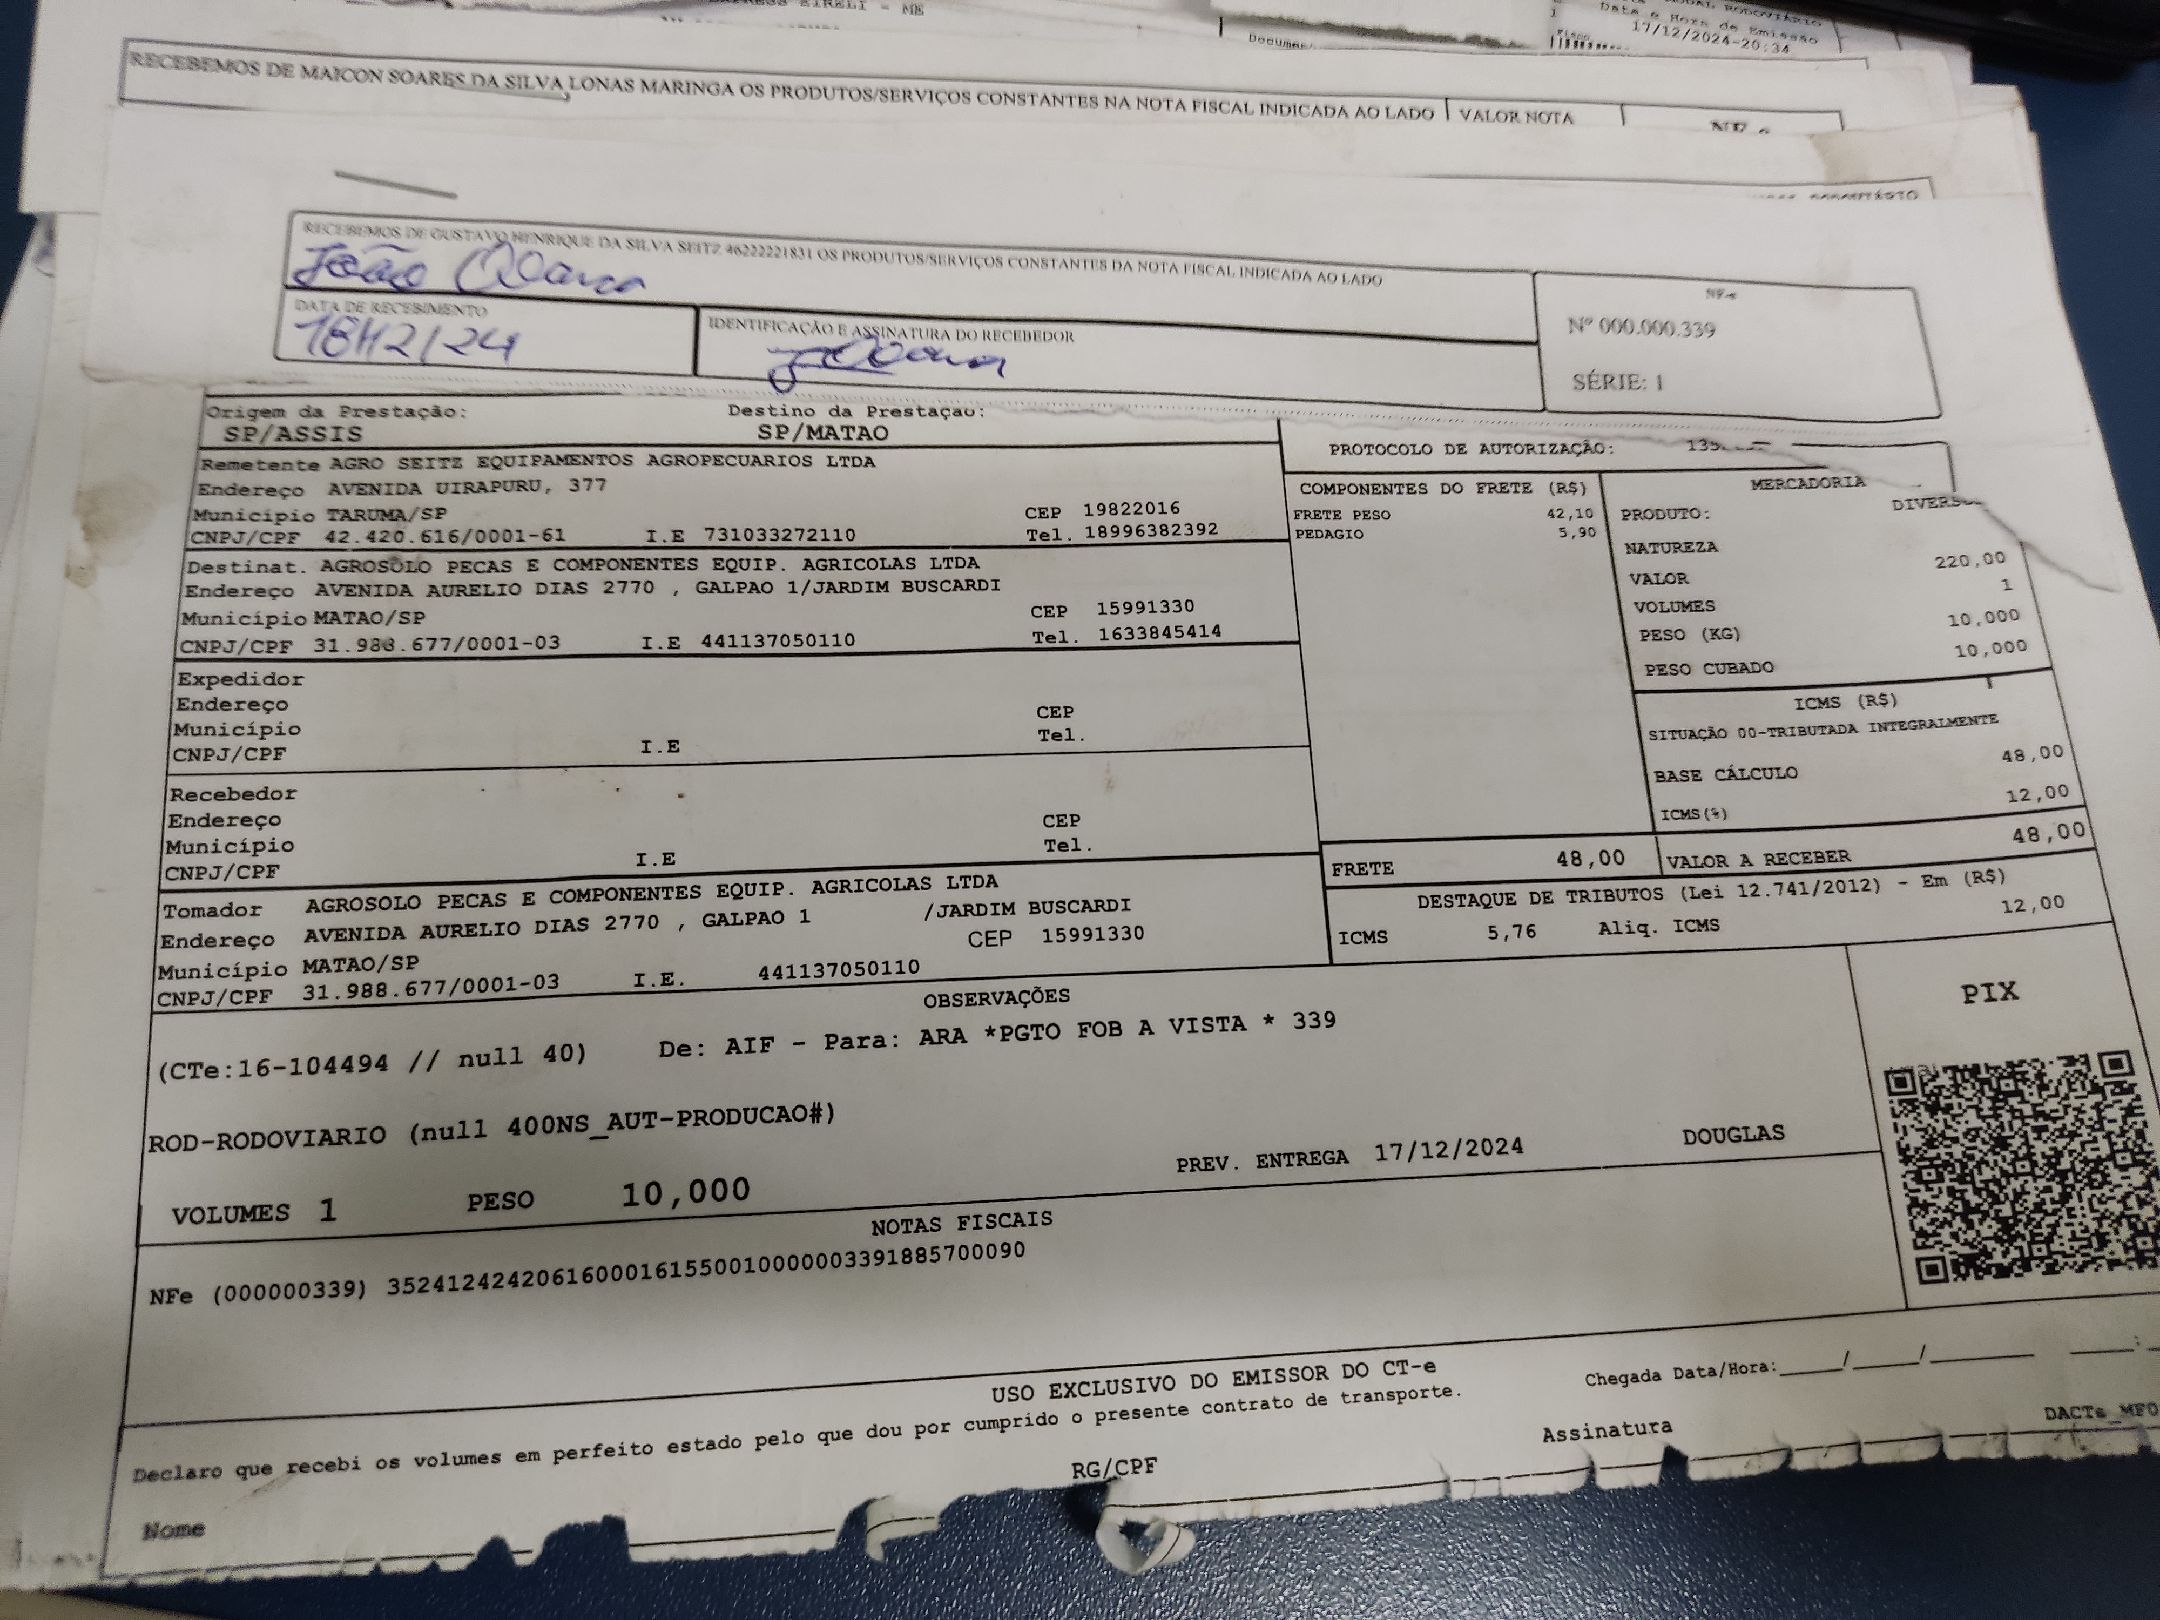 EIRELI - ME
Data e Hora de Emissão
17/12/2024-20:34
RECEBEMOS DE MAICON SOARES DA SILVA LONAS MARINGA OS PRODUTOS/SERVIÇOS CONSTANTES NA NOTA FISCAL INDICADA AO LADO VALOR NOTA
RECEBEMOS DE GUSTAVO HENRIQUE DA SILVA SEITZ 46222221831 OS PRODUTOS/SERVIÇOS CONSTANTES DA NOTA FISCAL INDICADA AO LADO
João
NF-e
DATA DE RECEBIMENTO
IDENTIFICAÇÃO E ASSINATURA DO RECEBEDOR
Nº 000.000.339
18/12/24
SÉRIE: 1
Origem da Prestação: Destino da Prestação:
SP/ASSIS SP/MATAO
PROTOCOLO DE AUTORIZAÇÃO:
Remetente AGRO SEITZ EQUIPAMENTOS AGROPECUARIOS LTDA
Endereço AVENIDA UIRAPURU, 377
Município TARUMA/SP CEP 19822016
CNPJ/CPF 42.420.616/0001-61 I.E 731033272110 Tel. 18996382392
Destinat. AGROSOLO PECAS E COMPONENTES EQUIP. AGRICOLAS LTDA
Endereço AVENIDA AURELIO DIAS 2770 , GALPAO 1/JARDIM BUSCARDI
Município MATAO/SP CEP 15991330
CNPJ/CPF 31.988.677/0001-03 I.E 441137050110 Tel. 1633845414
Expedidor
Endereço
Município CEP
CNPJ/CPF I.E Tel.
Recebedor
Endereço CEP
Município Tel.
CNPJ/CPF I.E
Tomador AGROSOLO PECAS E COMPONENTES EQUIP. AGRICOLAS LTDA
Endereço AVENIDA AURELIO DIAS 2770 , GALPAO 1 /JARDIM BUSCARDI
Município MATAO/SP CEP 15991330
CNPJ/CPF 31.988.677/0001-03 I.E. 441137050110
COMPONENTES DO FRETE (R$)
FRETE PESO 42,10
PEDAGIO 5,90
MERCADORIA
PRODUTO:
NATUREZA
VALOR 220,00
VOLUMES 1
PESO (KG) 10,000
PESO CUBADO 10,000
ICMS (R$)
SITUAÇÃO 00-TRIBUTADA INTEGRALMENTE
BASE CÁLCULO 48,00
ICMS(%) 12,00
FRETE 48,00 VALOR A RECEBER 48,00
DESTAQUE DE TRIBUTOS (Lei 12.741/2012) - Em (R$)
ICMS 5,76 Aliq. ICMS 12,00
OBSERVAÇÕES
(CTe:16-104494 // null 40) De: AIF - Para: ARA *PGTO FOB A VISTA * 339
ROD-RODOVIARIO (null 400NS_AUT-PRODUCAO#)
PREV. ENTREGA 17/12/2024 DOUGLAS
VOLUMES 1 PESO 10,000
PIX
NOTAS FISCAIS
NFe (000000339) 35241242420616000161550010000003391885700090
USO EXCLUSIVO DO EMISSOR DO CT-e
Declaro que recebi os volumes em perfeito estado pelo que dou por cumprido o presente contrato de transporte.
Chegada Data/Hora:____/____/______ ____:
Nome RG/CPF Assinatura